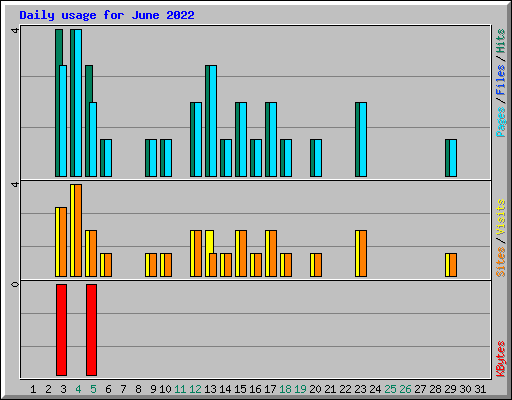 Daily usage for June 2022
4
Pages/Files/Hits
4
Sites/Visits
0
KBytes
1 2 3 4 5 6 7 8 9 10 11 12 13 14 15 16 17 18 19 20 21 22 23 24 25 26 27 28 29 30 31